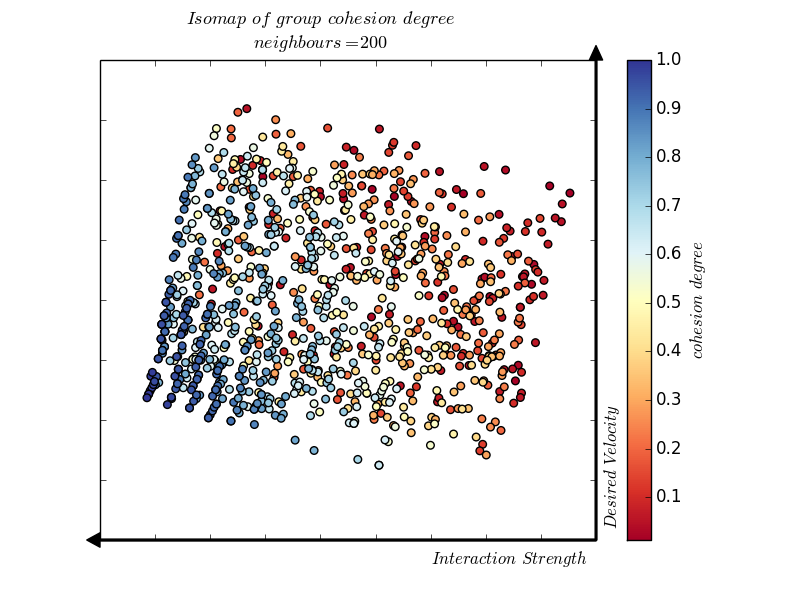 Isomap of group cohesion degree
neighbours = 200
1.0
0.9
0.8
0.7
0.6
0.5
0.4
0.3
0.2
0.1
cohesion degree
Desired Velocity
Interaction Strength